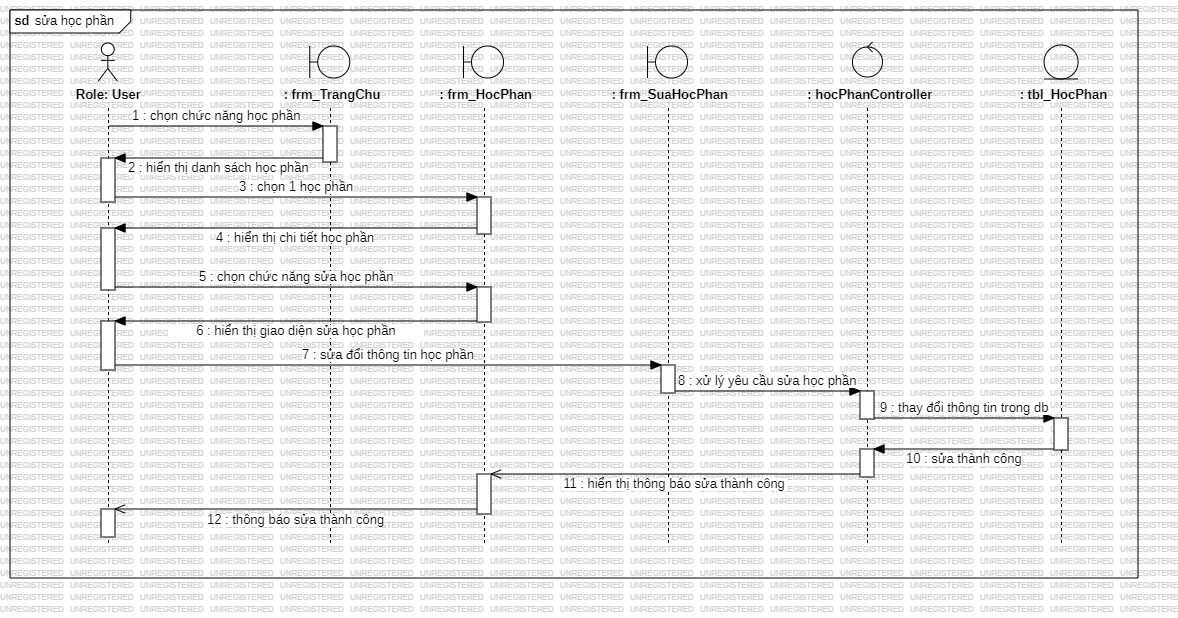 sd sửa học phần
Role: User
: frm_TrangChu
: frm_HocPhan
: frm_SuaHocPhan
: hocPhanController
: tbl_HocPhan
1 : chọn chức năng học phần
2 : hiển thị danh sách học phần
3 : chọn 1 học phần
4 : hiển thị chi tiết học phần
5 : chọn chức năng sửa học phần
6 : hiển thị giao diện sửa học phần
7 : sửa đổi thông tin học phần
8 : xử lý yêu cầu sửa học phần
9 : thay đổi thông tin trong db
10 : sửa thành công
11 : hiển thị thông báo sửa thành công
12 : thông báo sửa thành công
UNREGISTERED